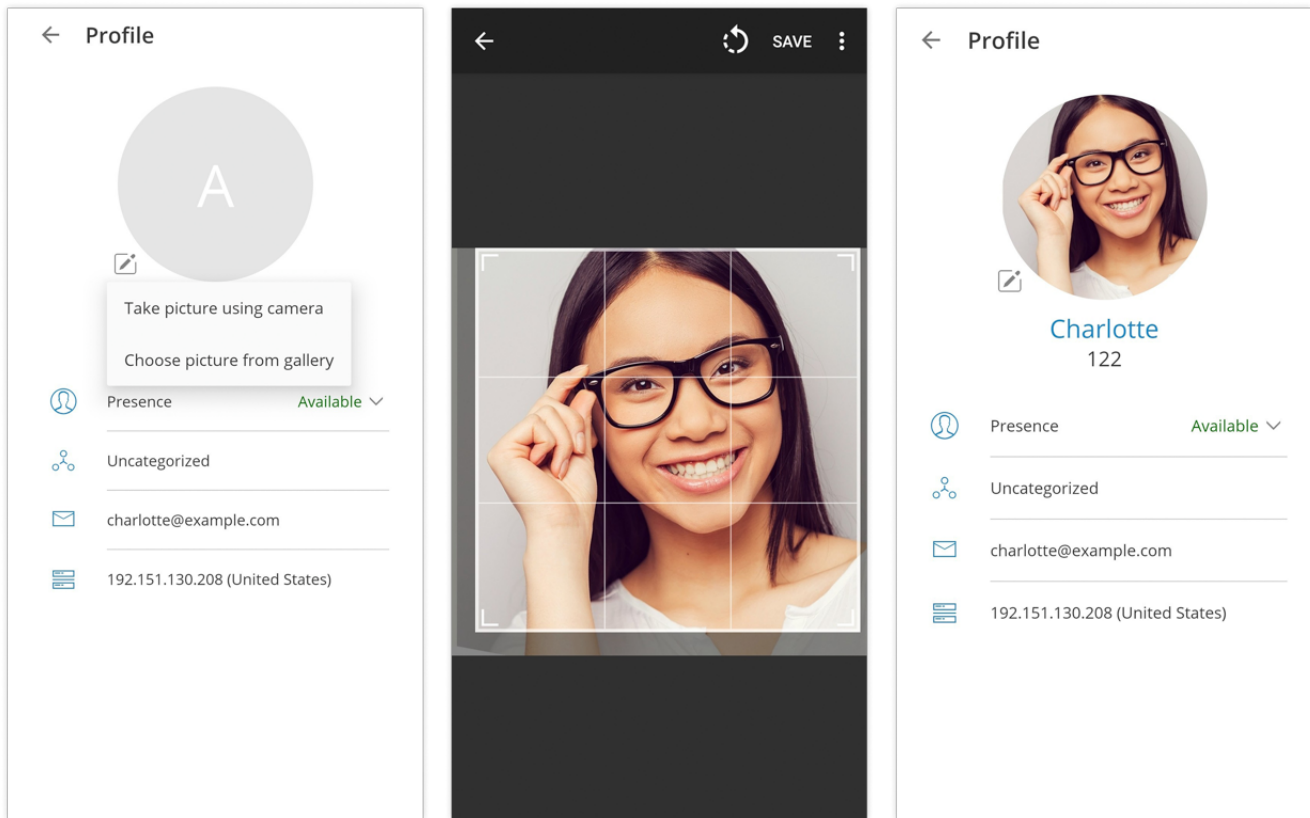 Profile
A
Take picture using camera
Choose picture from gallery
Presence Available
Uncategorized
charlotte@example.com
192.151.130.208 (United States)
SAVE
Profile
Charlotte
122
Presence Available
Uncategorized
charlotte@example.com
192.151.130.208 (United States)